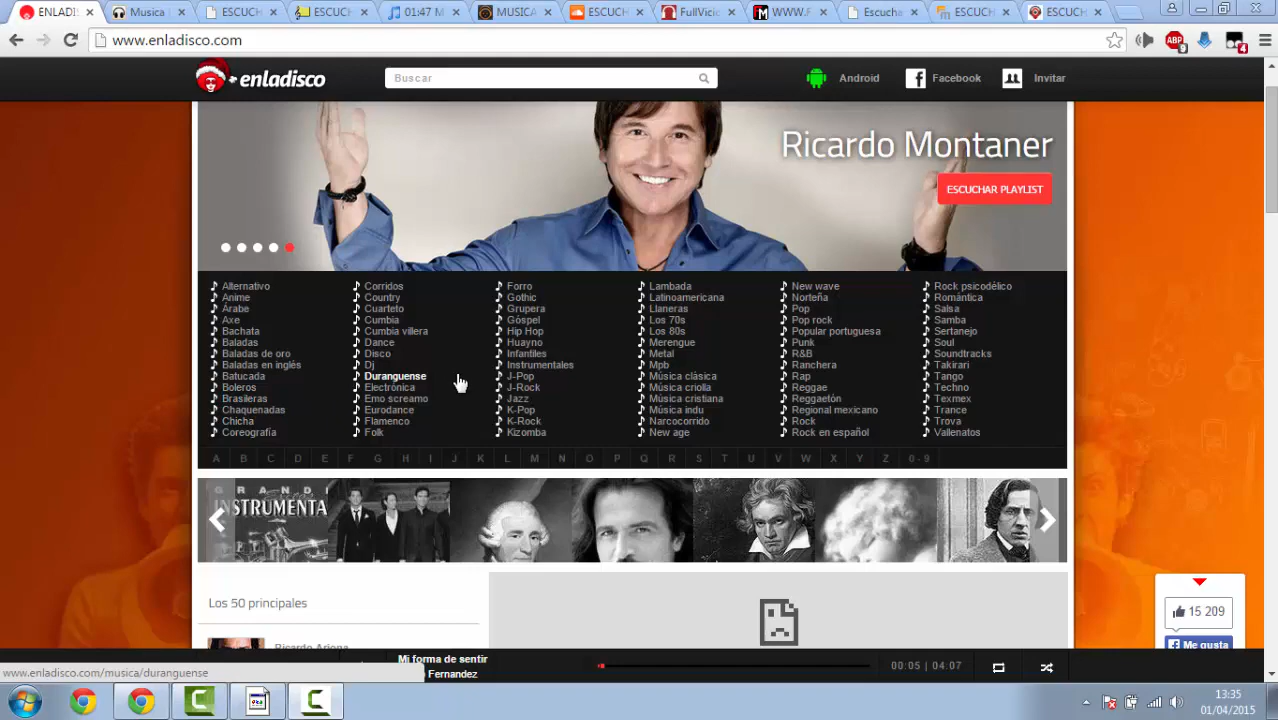 ENLADIS
Musica
ESCUCH
ESCUCH
01:47 M
MUSICA
ESCUCH
FullVicio
WWW.F
Escucha
ESCUCH
ESCUCH
www.enladisco.com
ABP
9
4
enladisco
Buscar
Android
Facebook
Invitar
Ricardo Montaner
ESCUCHAR PLAYLIST
Alternativo
Anime
Árabe
Axe
Bachata
Baladas
Baladas de oro
Baladas en inglés
Batucada
Boleros
Brasileras
Chaquenadas
Chicha
Coreografía
Corridos
Country
Cuarteto
Cumbia
Cumbia villera
Dance
Disco
Dj
Duranguense
Electrónica
Emo screamo
Eurodance
Flamenco
Folk
Forro
Gothic
Grupera
Góspel
Hip Hop
Huayno
Infantiles
Instrumentales
J-Pop
J-Rock
Jazz
K-Pop
K-Rock
Kizomba
Lambada
Latinoamericana
Llaneras
Los 70s
Los 80s
Merengue
Metal
Mpb
Música clásica
Música criolla
Música cristiana
Música indu
Narcocorrido
New age
New wave
Norteña
Pop
Pop rock
Popular portuguesa
Punk
R&B
Ranchera
Rap
Reggae
Reggaetón
Regional mexicano
Rock
Rock en español
Rock psicodélico
Romántica
Salsa
Samba
Sertanejo
Soul
Soundtracks
Takirari
Tango
Techno
Texmex
Trance
Trova
Vallenatos
A B C D E F G H I J K L M N O P Q R S T U V W X Y Z 0 - 9
GRANDI
INSTRUMENTA
Los 50 principales
Ricardo Arjona
15 209
Me gusta
Mi forma de sentir
Fernandez
00:05 | 04:07
www.enladisco.com/musica/duranguense
13:35
01/04/2015